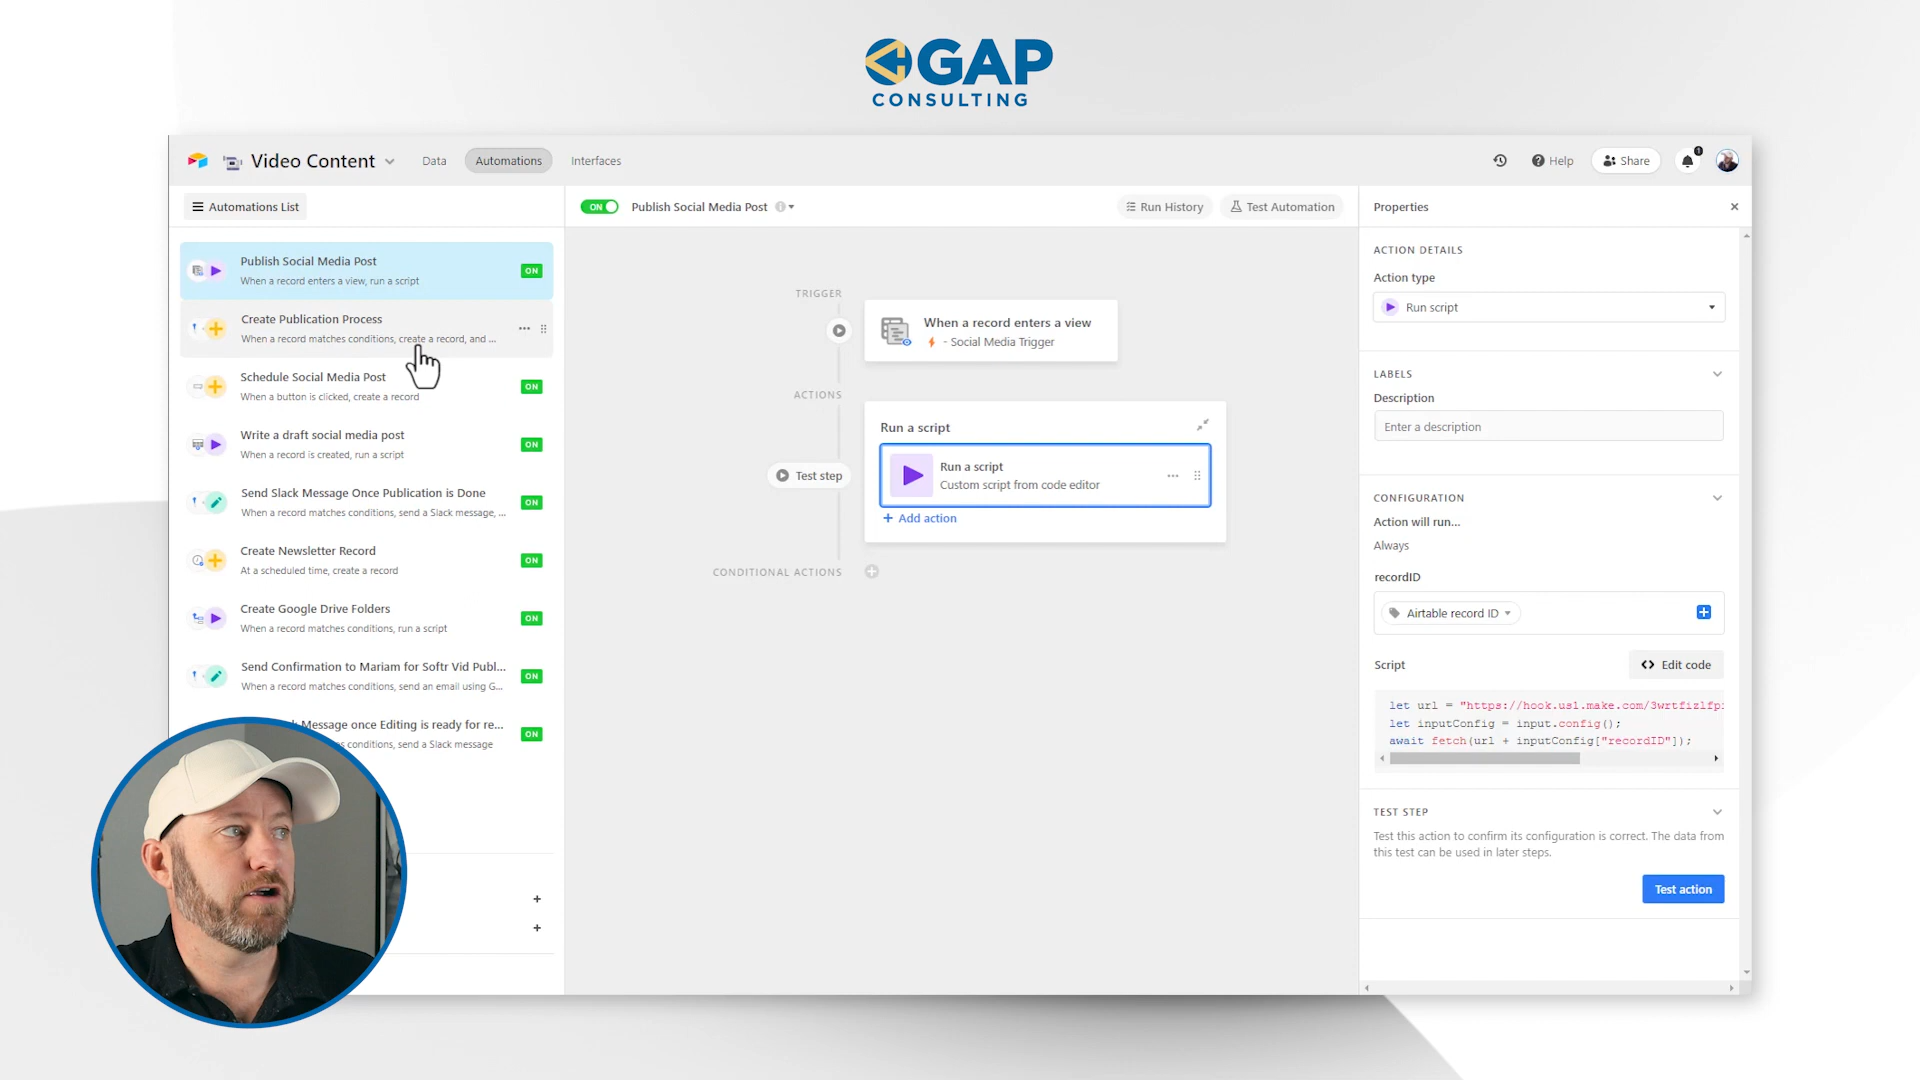 GAP
CONSULTING
Video Content
Data
Automations
Interfaces
Help
Share
1
Automations List
ON
Publish Social Media Post
Run History
Test Automation
Properties
Publish Social Media Post
When a record enters a view, run a script
ON
Create Publication Process
When a record matches conditions, create a record, and ...
Schedule Social Media Post
When a button is clicked, create a record
ON
Write a draft social media post
When a record is created, run a script
ON
Send Slack Message Once Publication is Done
When a record matches conditions, send a Slack message, ...
ON
Create Newsletter Record
At a scheduled time, create a record
ON
Create Google Drive Folders
When a record matches conditions, run a script
ON
Send Confirmation to Mariam for Softr Vid Publ...
When a record matches conditions, send an email using G...
ON
Message once Editing is ready for re...
conditions, send a Slack message
ON
TRIGGER
When a record enters a view
- Social Media Trigger
ACTIONS
Run a script
Test step
Run a script
Custom script from code editor
+ Add action
CONDITIONAL ACTIONS
ACTION DETAILS
Action type
Run script
LABELS
Description
Enter a description
CONFIGURATION
Action will run...
Always
recordID
Airtable record ID
Script
Edit code
let url = "https://hook.us1.make.com/3wrtfizlfp
let inputConfig = input.config();
await fetch(url + inputConfig["recordID"]);
TEST STEP
Test this action to confirm its configuration is correct. The data from
this test can be used in later steps.
Test action